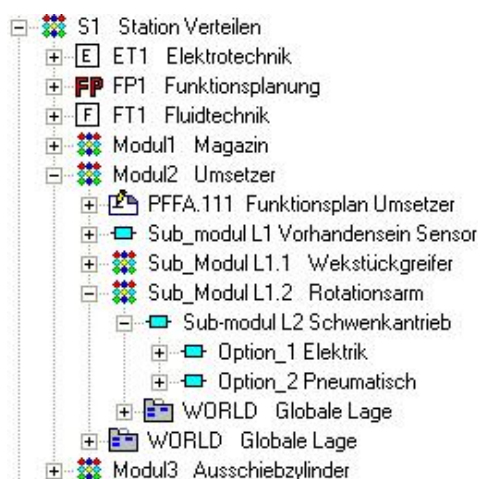 S1 Station Verteilen
E ET1 Elektrotechnik
FP FP1 Funktionsplanung
F FT1 Fluidtechnik
Modul1 Magazin
Modul2 Umsetzer
PFFA.111 Funktionsplan Umsetzer
Sub_modul L1 Vorhandensein Sensor
Sub_Modul L1.1 Wekstückgreifer
Sub_Modul L1.2 Rotationsarm
Sub-modul L2 Schwenkantrieb
Option_1 Elektrik
Option_2 Pneumatisch
WORLD Globale Lage
WORLD Globale Lage
Modul3 Ausschiebzylinder